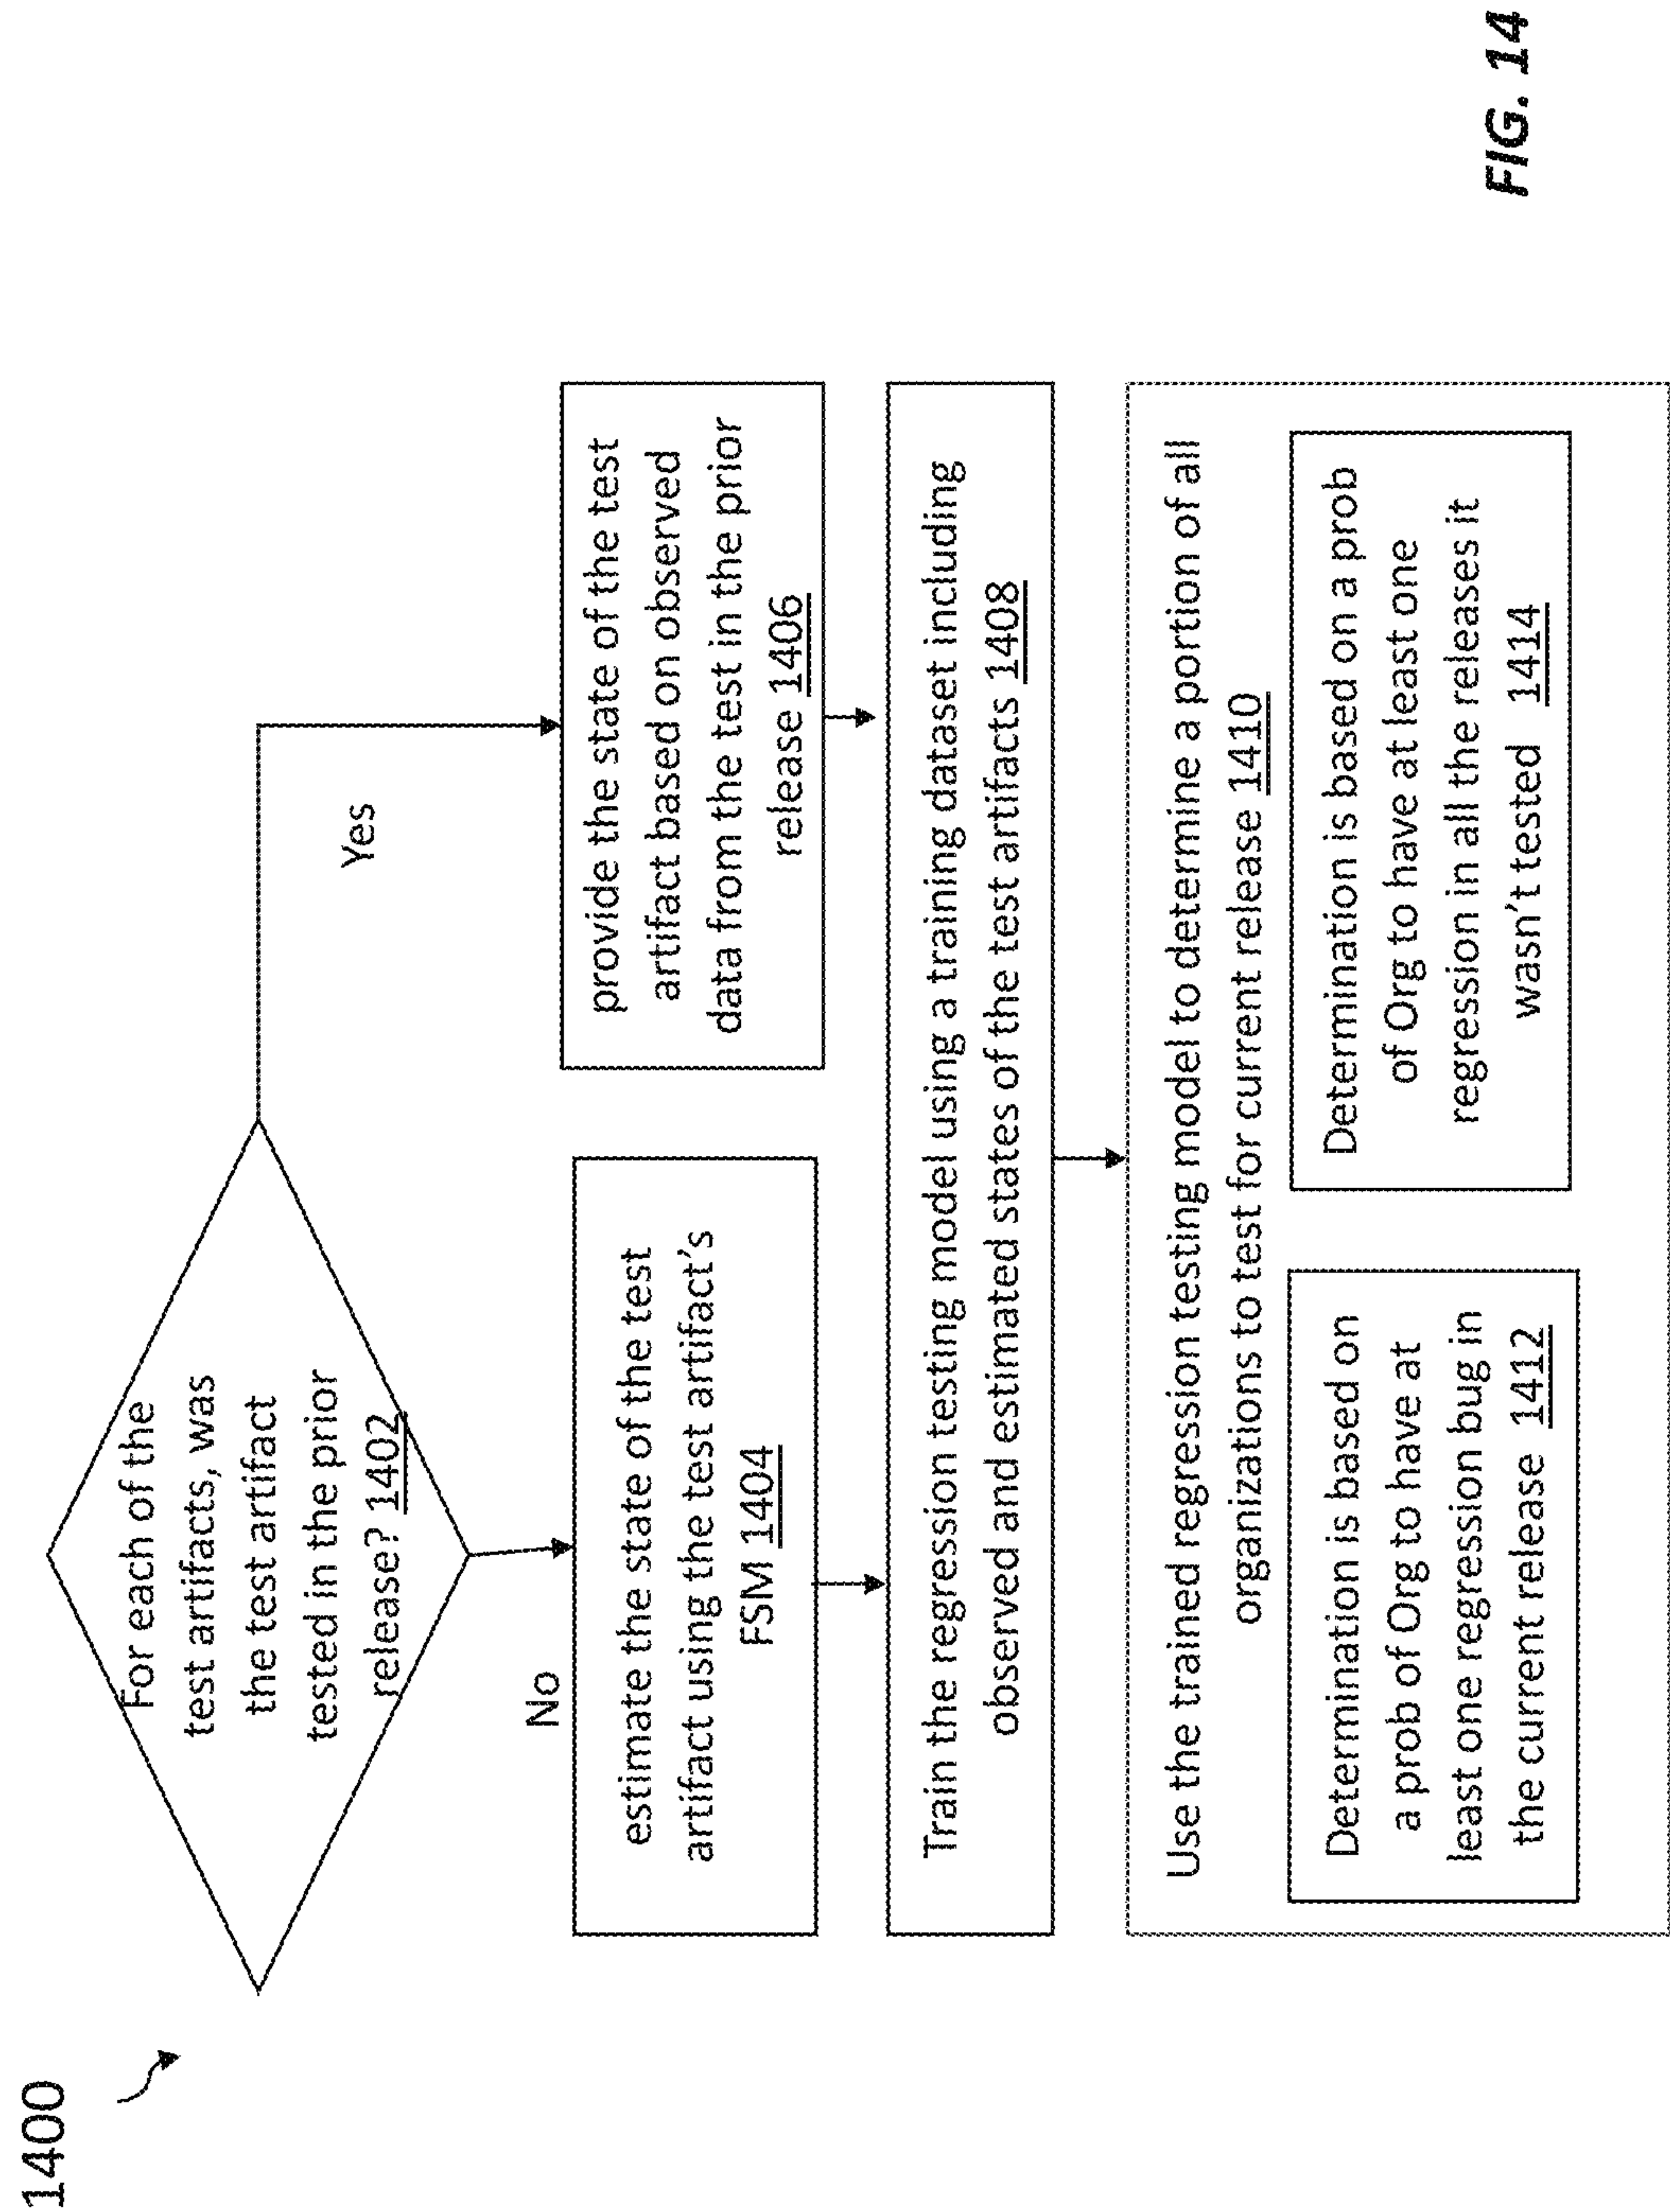 1400
For each of the
test artifacts, was
the test artifact
tested in the prior
release? 1402
No
Yes
estimate the state of the test
artifact using the test artifact's
FSM 1404
provide the state of the test
artifact based on observed
data from the test in the prior
release 1406
Train the regression testing model using a training dataset including
observed and estimated states of the test artifacts 1408
Use the trained regression testing model to determine a portion of all
organizations to test for current release 1410
Determination is based on
a prob of Org to have at
least one regression bug in
the current release 1412
Determination is based on a prob
of Org to have at least one
regression in all the releases it
wasn't tested 1414
FIG. 14